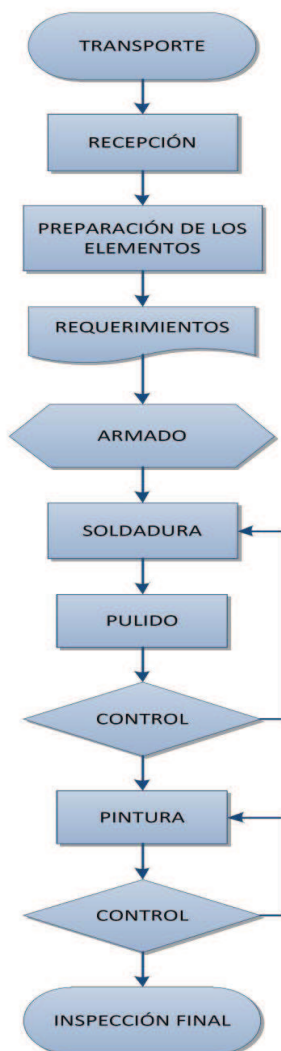 TRANSPORTE
RECEPCIÓN
PREPARACIÓN DE LOS
ELEMENTOS
REQUERIMIENTOS
ARMADO
SOLDADURA
PULIDO
CONTROL
PINTURA
CONTROL
INSPECCIÓN FINAL